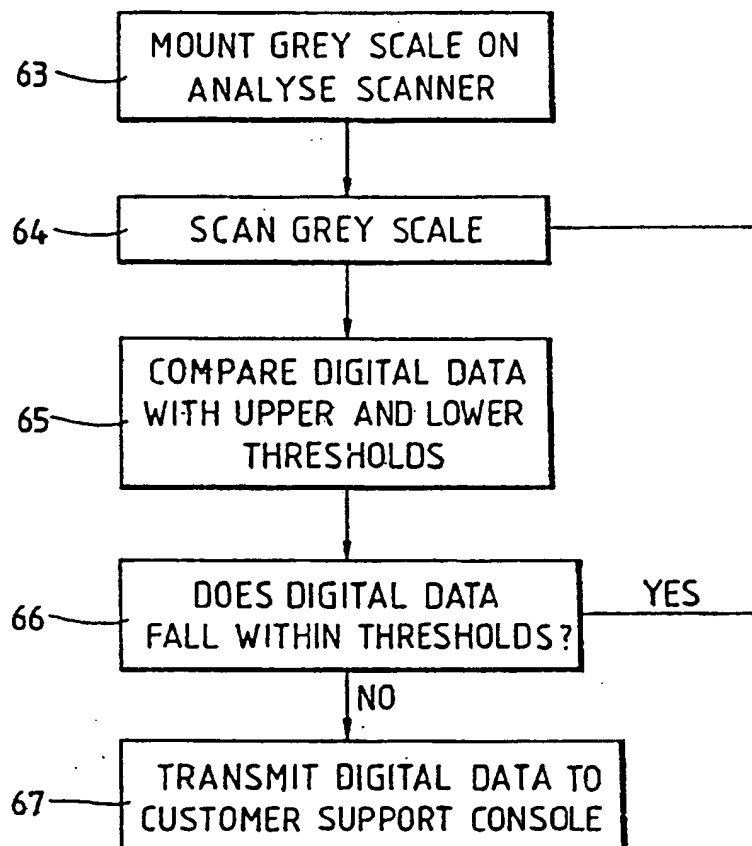 63
MOUNT GREY SCALE ON
ANALYSE SCANNER
64
SCAN GREY SCALE
65
COMPARE DIGITAL DATA
WITH UPPER AND LOWER
THRESHOLDS
66
DOES DIGITAL DATA
FALL WITHIN THRESHOLDS?
YES
NO
67
TRANSMIT DIGITAL DATA TO
CUSTOMER SUPPORT CONSOLE